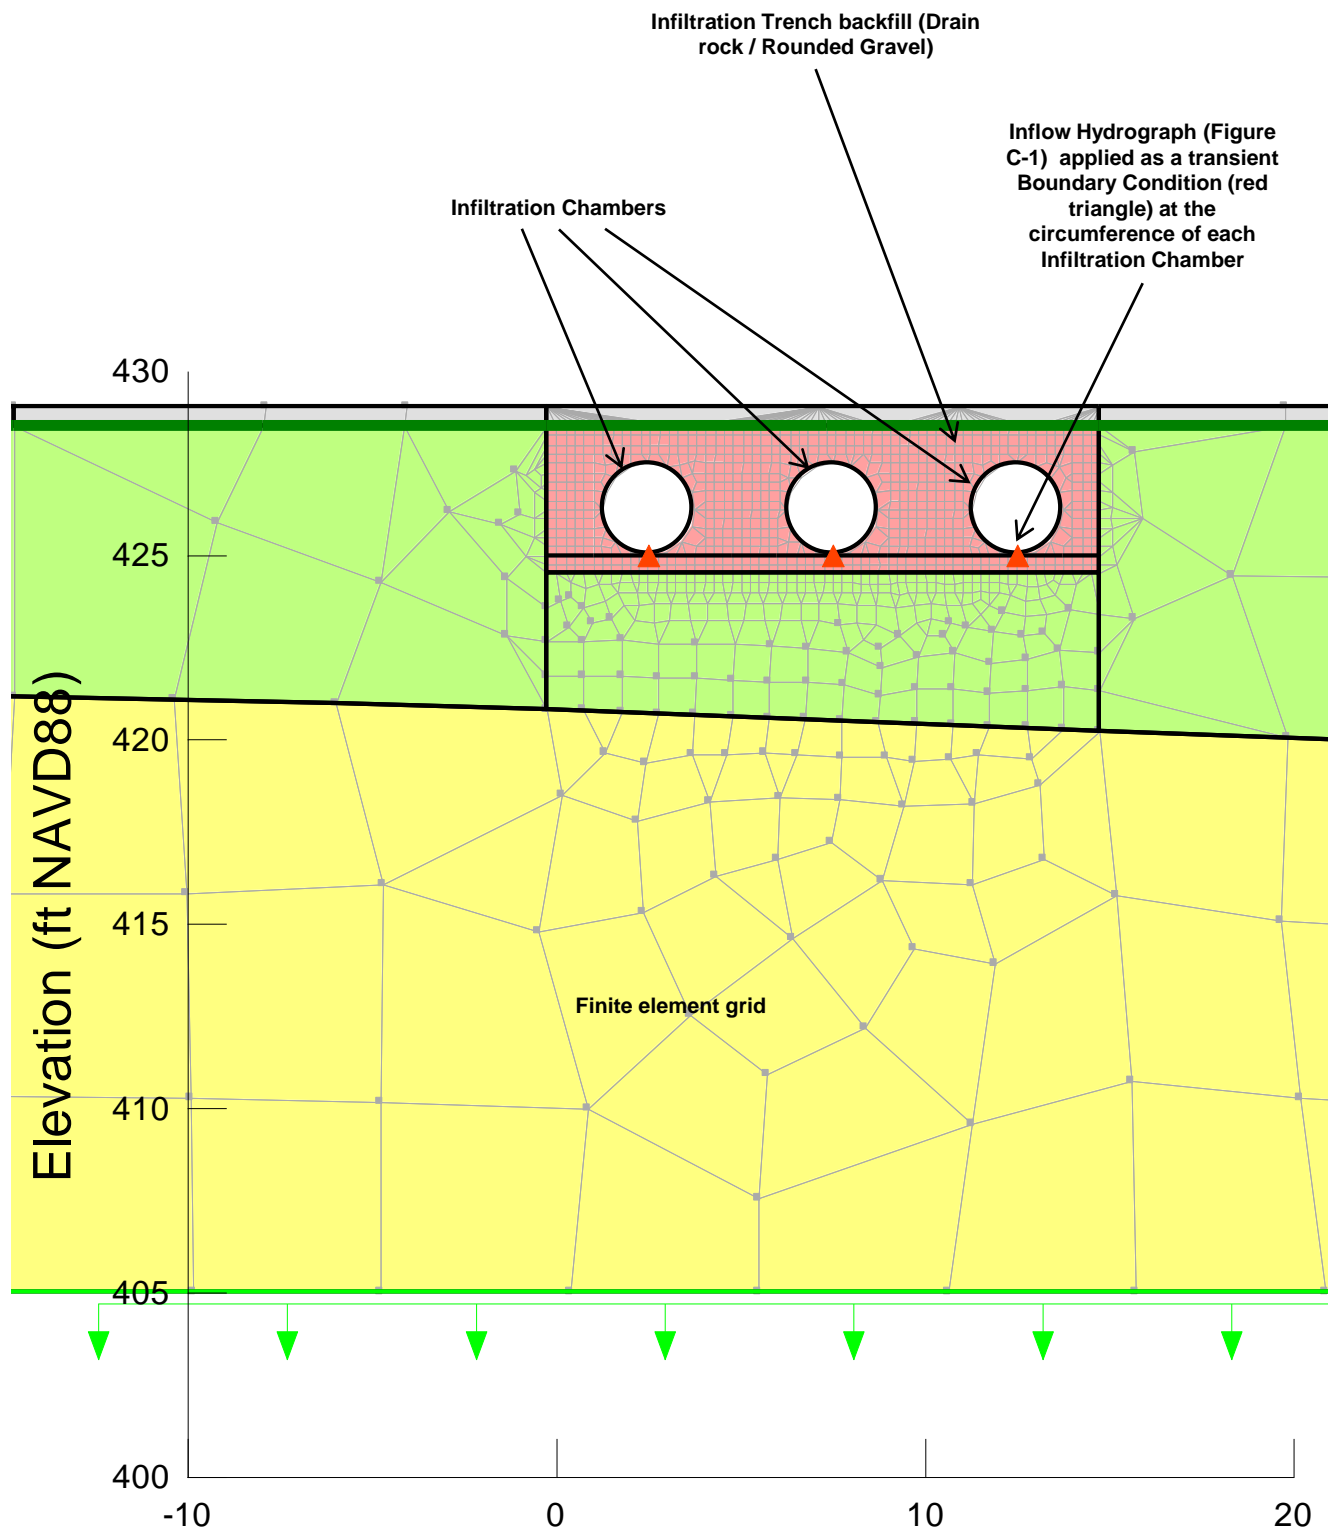 Infiltration Trench backfill (Drain
rock / Rounded Gravel)
Inflow Hydrograph (Figure
C-1) applied as a transient
Boundary Condition (red
triangle) at the
circumference of each
Infiltration Chamber
Infiltration Chambers
430
425
420
415
410
405
400
Elevation (ft NAVD88)
Finite element grid
-10
0
10
20